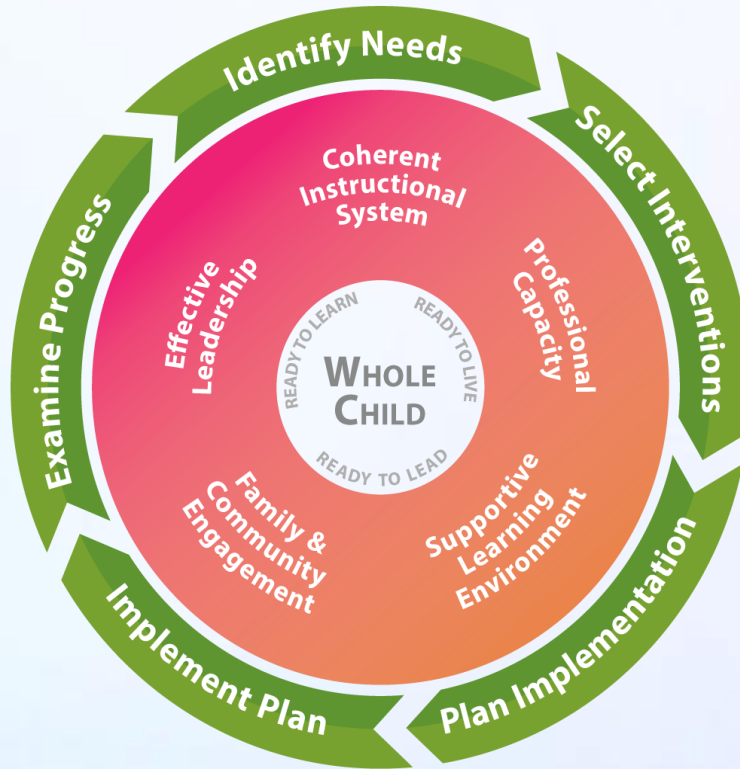 Identify Needs
Select Interventions
Plan Implementation
Implement Plan
Examine Progress
Coherent
Instructional
System
Professional
Capacity
Supportive
Learning
Environment
Family &
Community
Engagement
Effective
Leadership
READY TO LEARN
READY TO LIVE
READY TO LEAD
WHOLE
CHILD